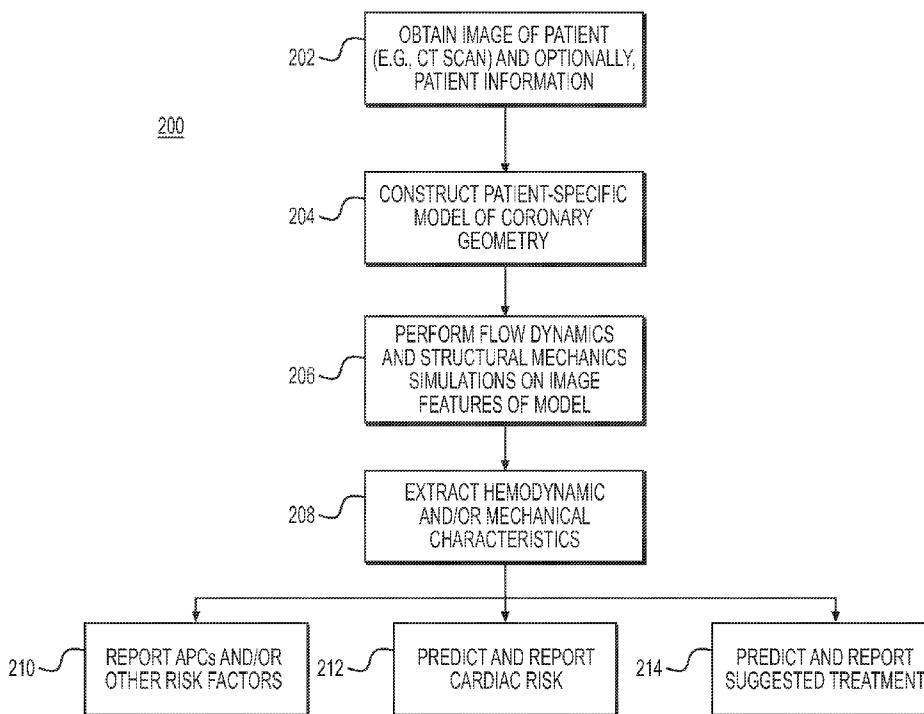 OBTAIN IMAGE OF PATIENT
202
(E.G., CT SCAN) AND OPTIONALLY,
PATIENT INFORMATION
200
CONSTRUCT PATIENT-SPECIFIC
204
MODEL OF CORONARY
GEOMETRY
PERFORM FLOW DYNAMICS
AND STRUCTURAL MECHANICS
206
SIMULATIONS ON IMAGE
FEATURES OF MODEL
EXTRACT HEMODYNAMIC
208
AND/OR MECHANICAL
CHARACTERISTICS
210
REPORT APCs AND/OR
OTHER RISK FACTORS
212
PREDICT AND REPORT
CARDIAC RISK
214
PREDICT AND REPORT
SUGGESTED TREATMENT